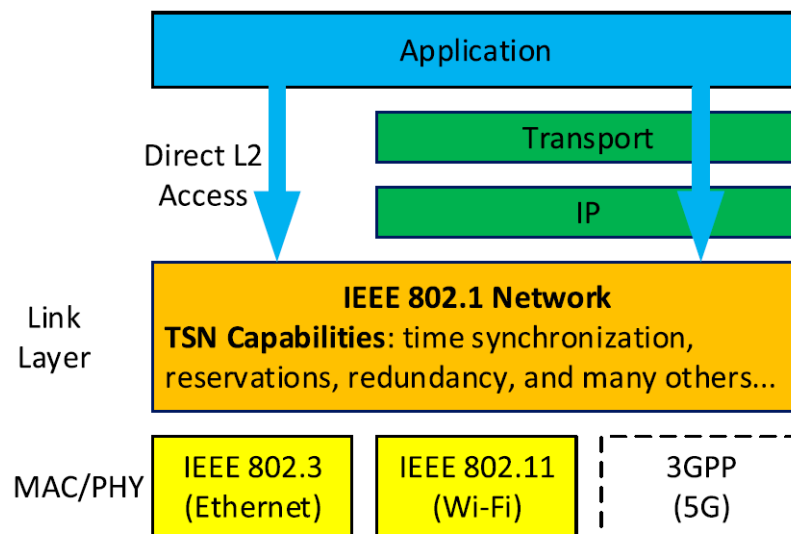 Application
Direct L2
Access
Transport
IP
Link
Layer
IEEE 802.1 Network
TSN Capabilities: time synchronization,
reservations, redundancy, and many others...
MAC/PHY
IEEE 802.3
(Ethernet)
IEEE 802.11
(Wi-Fi)
3GPP
(5G)